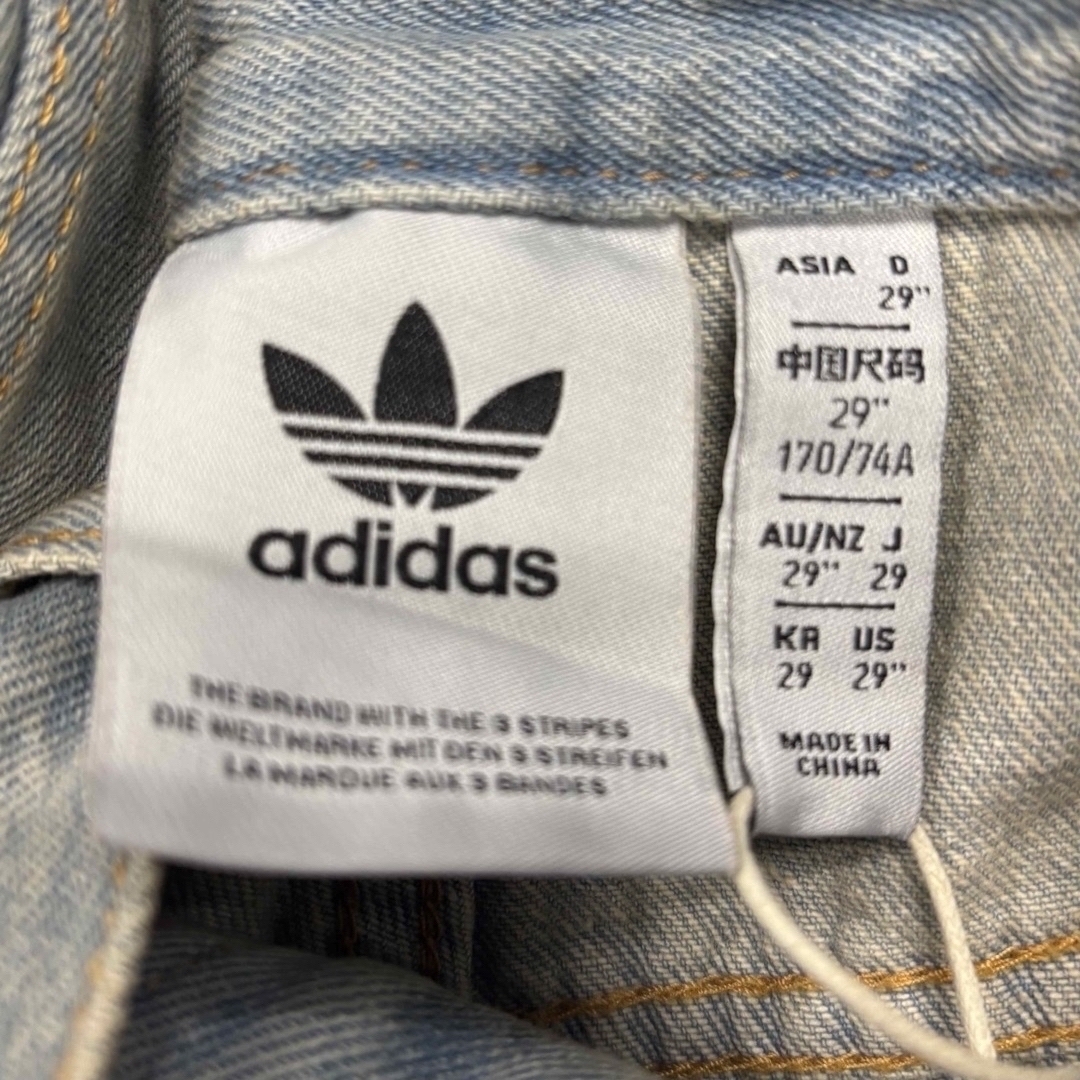 adidas
THE BRAND WITH THE 3 STRIPES
DIE WELTMARKE MIT DEN 3 STREIFEN
LA MARQUE AUX 3 BANDES
ASIA D
29"
中国尺码
29"
170/74A
AU/NZ J
29" 29
KR US
29 29"
MADE IN
CHINA